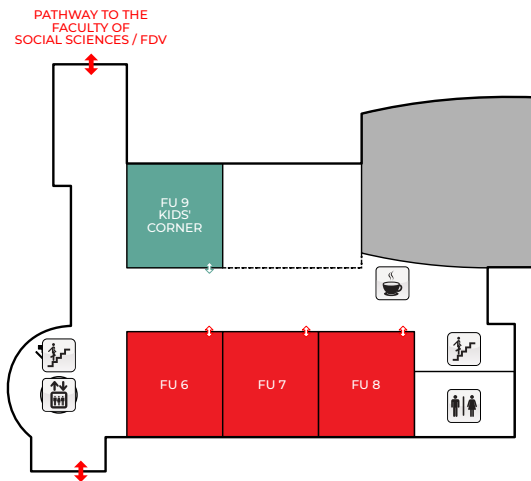 PATHWAY TO THE
FACULTY OF
SOCIAL SCIENCES / FDV
FU 9
KIDS'
CORNER
FU 6
FU 7
FU 8